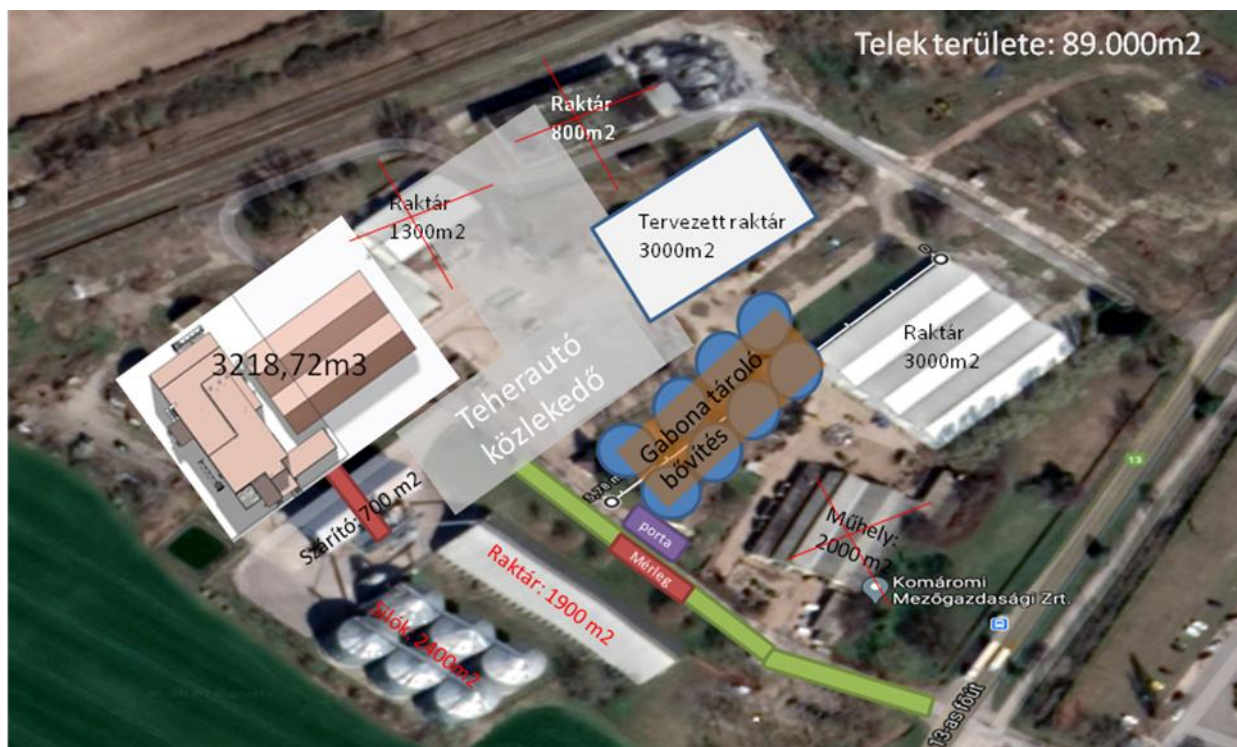 Telek területe: 89.000m2
Raktár
800m2
Raktár
1300m2
Tervezett raktár
3000m2
Raktár
3000m2
3218,72m3
Teherautó
közlekedő
Gabona tároló
bővítés
13
Szárító: 700 m2
porta
Mérleg
Műhely:
2000 m2
Raktár: 1900 m2
Silók: 2400m2
Komáromi
Mezőgazdasági Zrt.
13-as főút